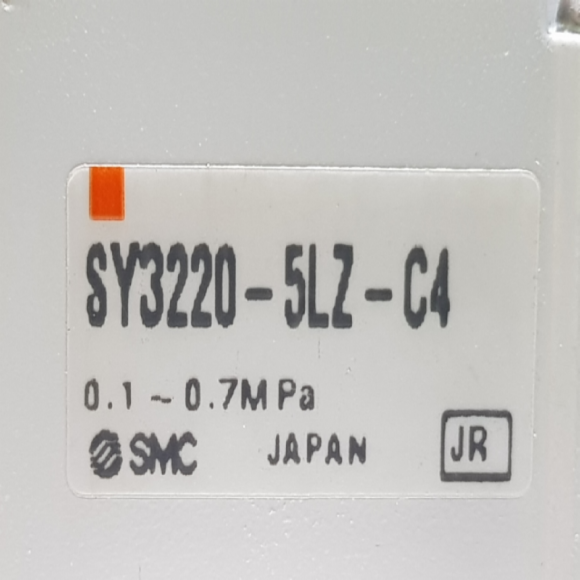 SY3220-5LZ-C4
0.1~0.7MPa
SMC JAPAN JR